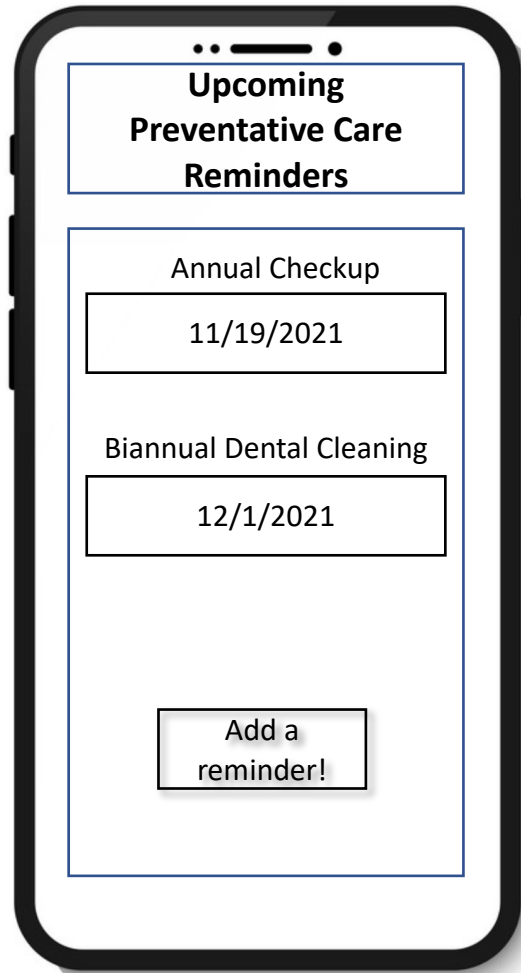 Upcoming
Preventative Care
Reminders
Annual Checkup
11/19/2021
Biannual Dental Cleaning
12/1/2021
Add a
reminder!